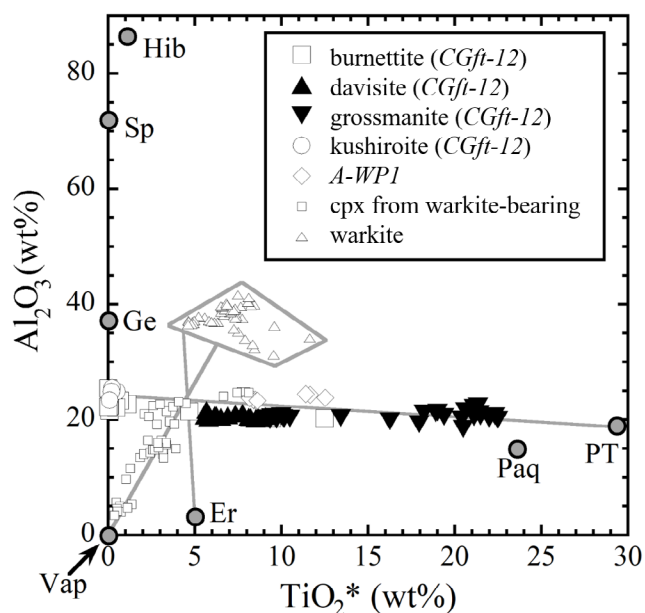 80
60
40
20
0
Al2O3 (wt%)
Hib
Sp
Ge
Er
Paq
PT
Vap
burnettite (CGft-12)
davisite (CGft-12)
grossmanite (CGft-12)
kushiroite (CGft-12)
A-WP1
cpx from warkite-bearing
warkite
0 5 10 15 20 25 30
TiO2* (wt%)